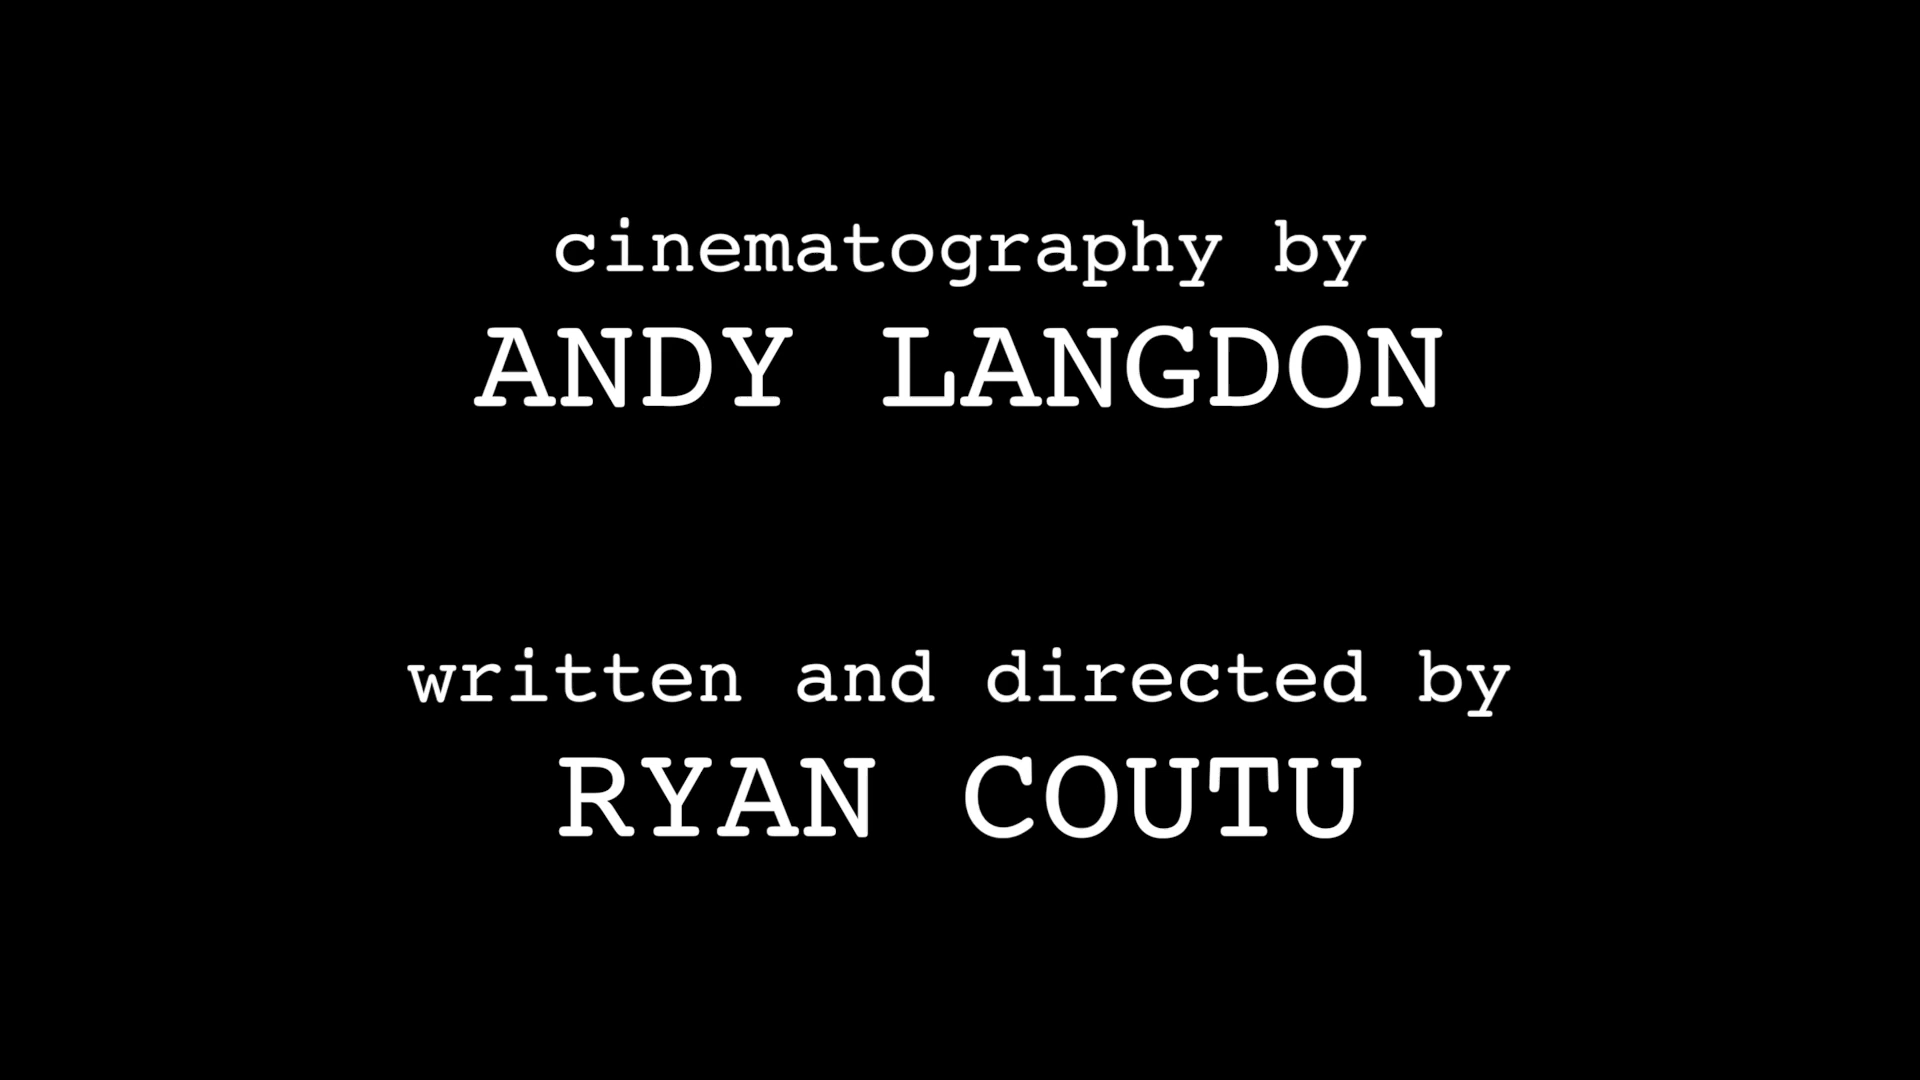 cinematography by
ANDY LANGDON
written and directed by
RYAN COUTU